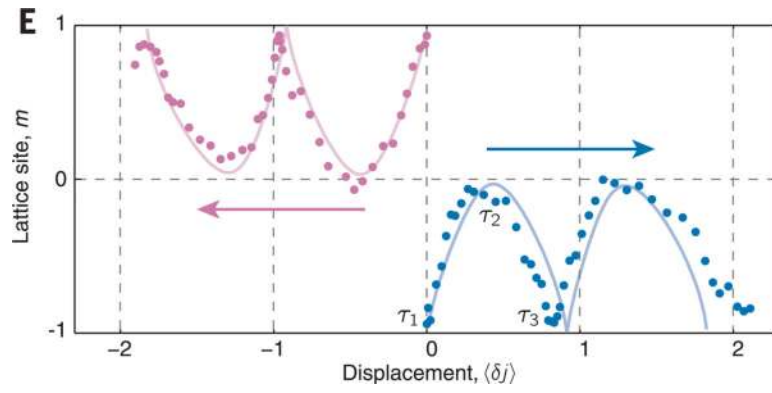 E
1
Lattice site, m
0
τ₂
τ₁
τ₃
-1
−2
−1
0
1
2
Displacement, ⟨δj⟩